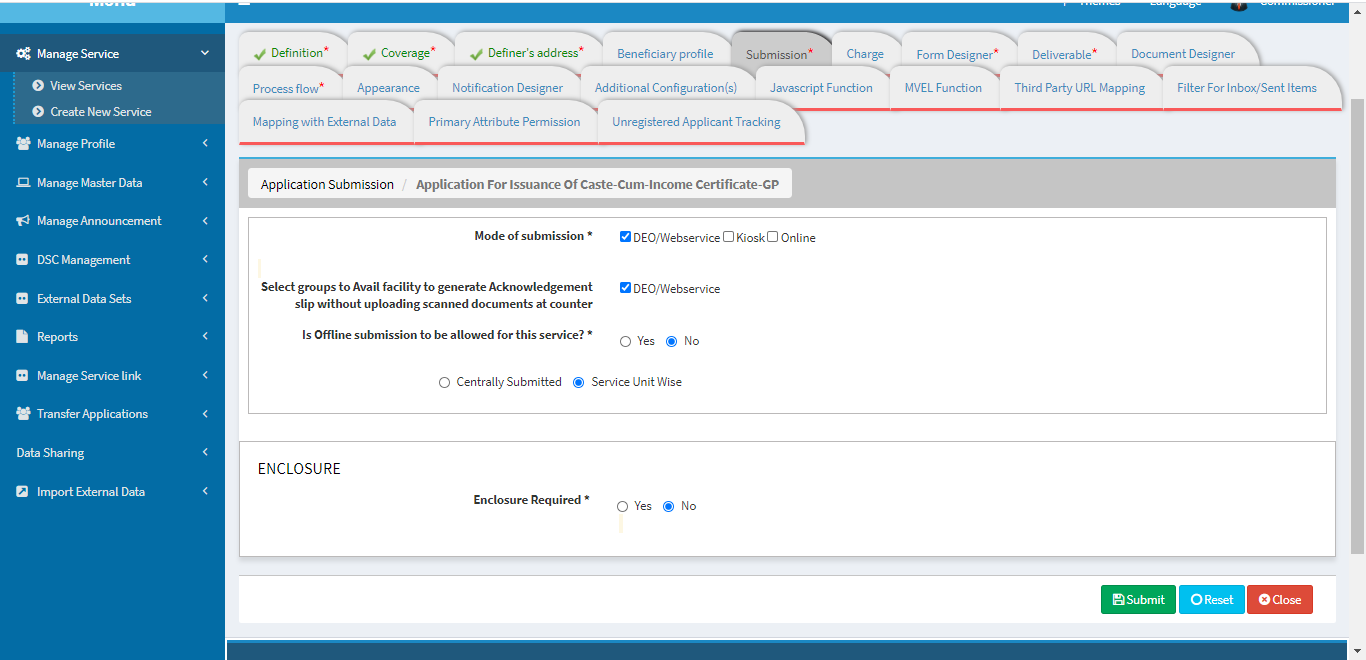 Menu
Themes Language Commissioner
Manage Service
View Services
Create New Service
Manage Profile
Manage Master Data
Manage Announcement
DSC Management
External Data Sets
Reports
Manage Service link
Transfer Applications
Data Sharing
Import External Data
Definition* Coverage* Definer's address* Beneficiary profile Submission* Charge Form Designer* Deliverable* Document Designer
Process flow* Appearance Notification Designer Additional Configuration(s) Javascript Function MVEL Function Third Party URL Mapping Filter For Inbox/Sent Items
Mapping with External Data Primary Attribute Permission Unregistered Applicant Tracking
Application Submission / Application For Issuance Of Caste-Cum-Income Certificate-GP
Mode of submission * DEO/Webservice Kiosk Online
Select groups to Avail facility to generate Acknowledgement
slip without uploading scanned documents at counter
DEO/Webservice
Is Offline submission to be allowed for this service? * Yes No
Centrally Submitted Service Unit Wise
ENCLOSURE
Enclosure Required * Yes No
Submit Reset Close